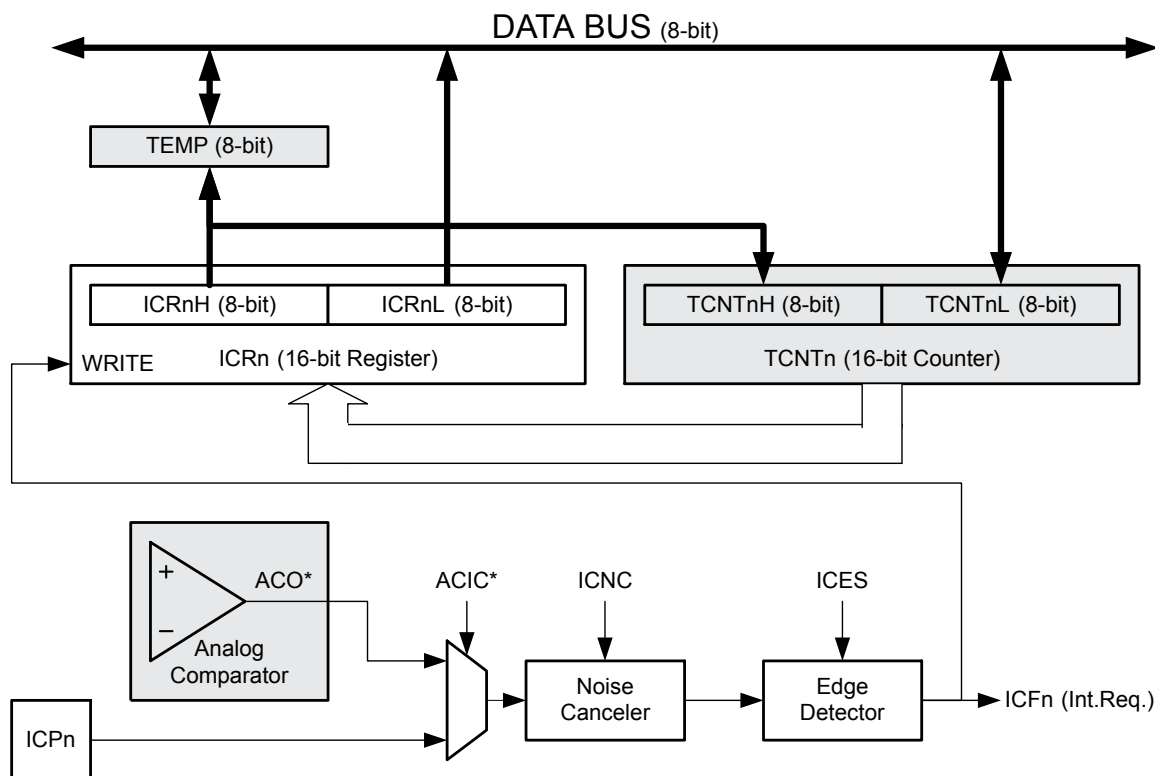 DATA BUS (8-bit)
TEMP (8-bit)
ICRnH (8-bit)
ICRnL (8-bit)
TCNTnH (8-bit)
TCNTnL (8-bit)
WRITE
ICRn (16-bit Register)
TCNTn (16-bit Counter)
+
−
ACO*
Analog
Comparator
ACIC*
ICNC
ICES
Noise
Canceler
Edge
Detector
ICFn (Int.Req.)
ICPn